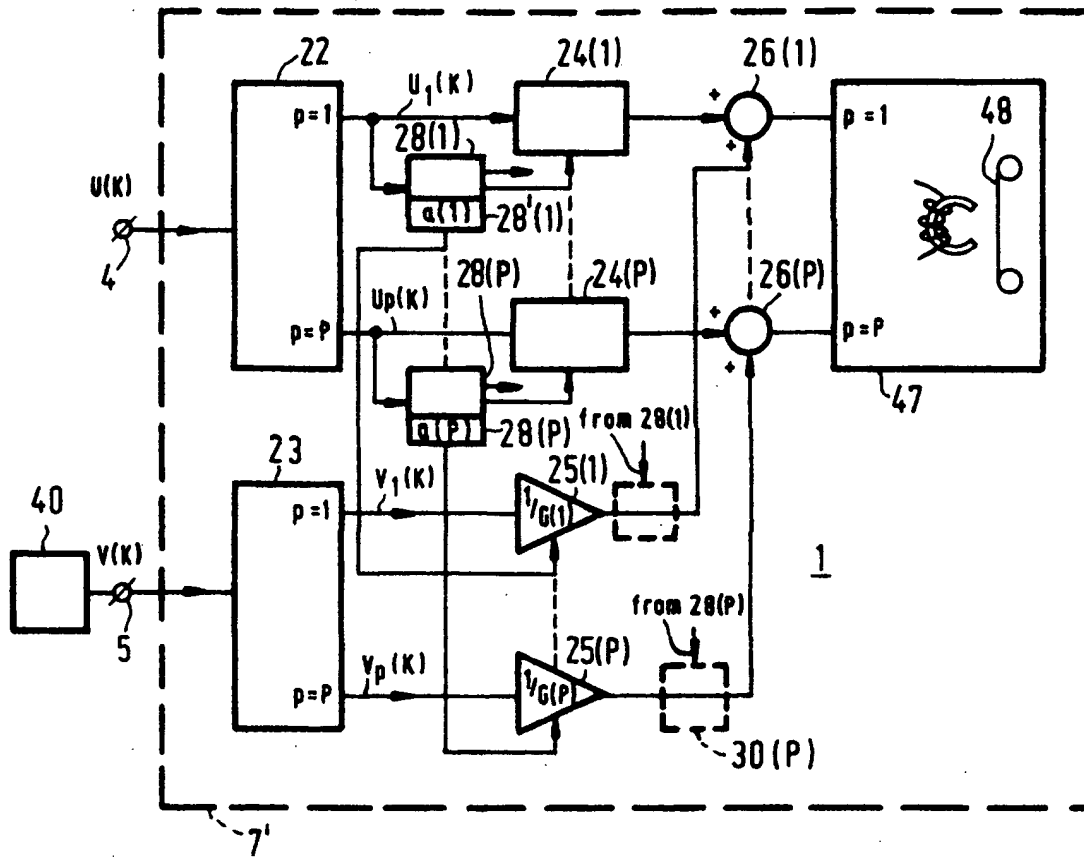 22
24(1)
26(1)
p=1
U₁(K)
+
p=1
48
28(1)
+
U(K)
a(1)
28'(1)
4
28(P)
24(P)
26(P)
Up(K)
+
p=P
p=P
+
47
a(P)
28(P)
from 28(1)
23
25(1)
40
V₁(K)
p=1
1/G(1)
V(K)
1
5
from 28(P)
25(P)
Vp(K)
p=P
1/G(P)
30(P)
7'